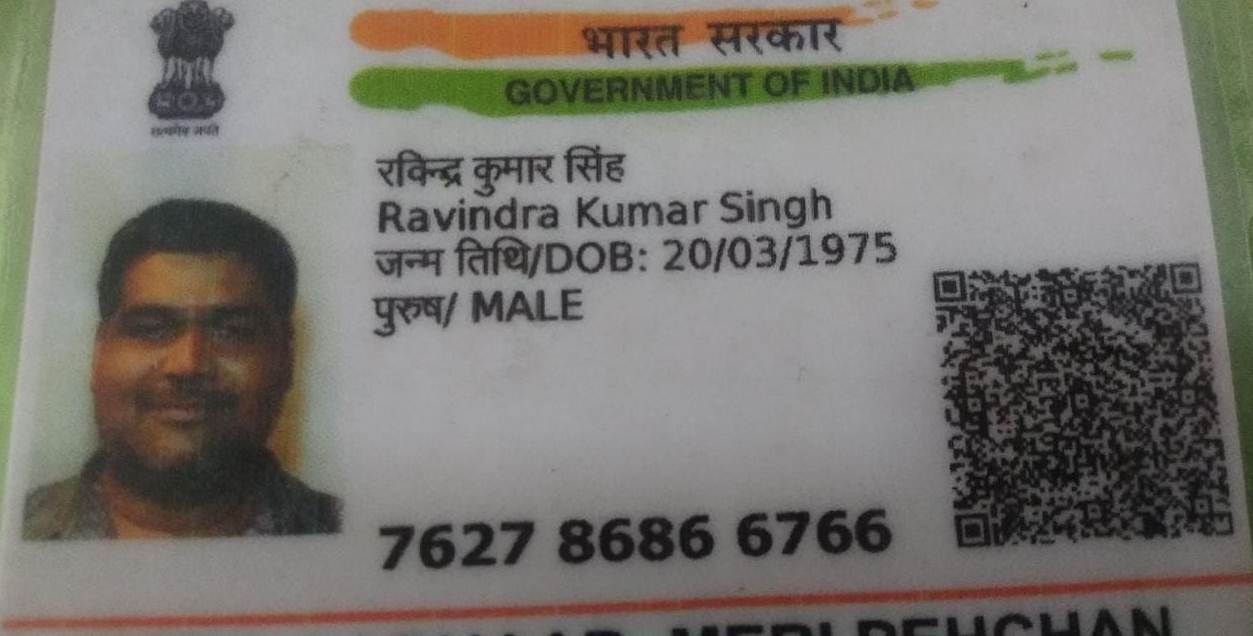 सत्यमेव जयते
भारत सरकार
GOVERNMENT OF INDIA
रविन्द्र कुमार सिंह
Ravindra Kumar Singh
जन्म तिथि/DOB: 20/03/1975
पुरुष/ MALE
7627 8686 6766
MERI PEHCHAN